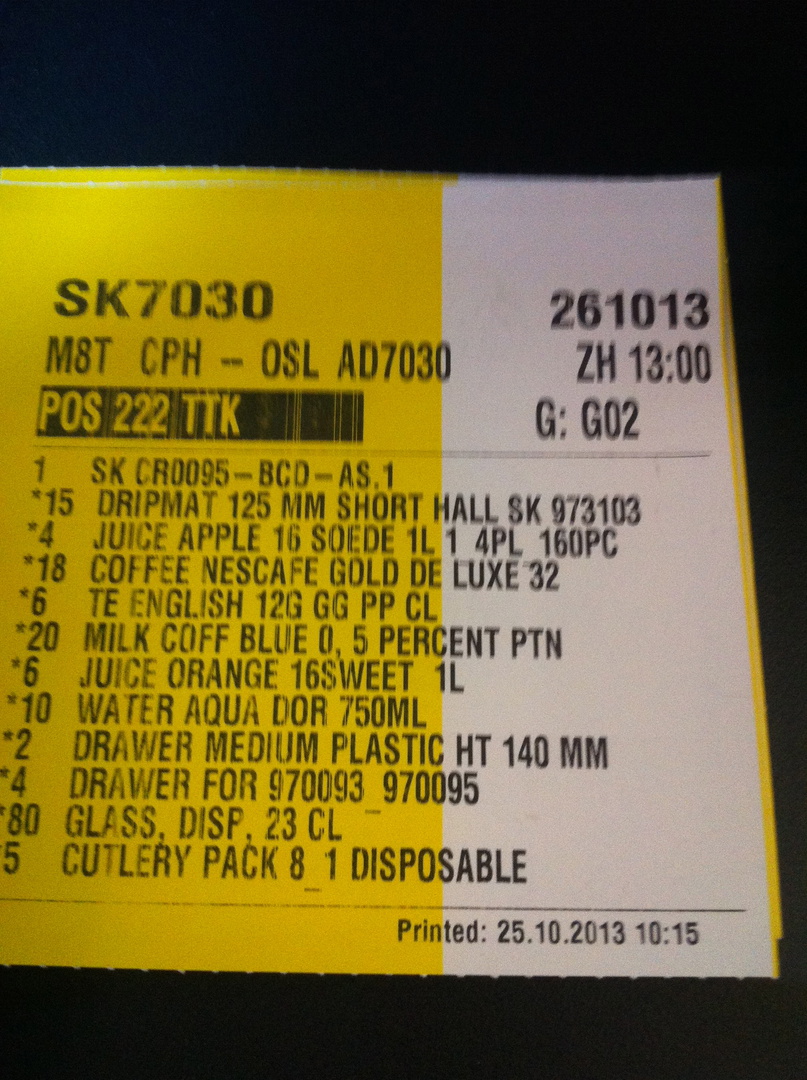 SK7030 261013
M8T CPH - OSL AD7030 ZH 13:00
POS 222 TTK G: G02
1 SK CR0095-BCD-AS.1
*15 DRIPMAT 125 MM SHORT HALL SK 973103
*4 JUICE APPLE 16 SOEDE 1L 1 4PL 160PC
*18 COFFEE NESCAFE GOLD DE LUXE 32
*6 TE ENGLISH 12G GG PP CL
*20 MILK COFF BLUE 0, 5 PERCENT PTN
*6 JUICE ORANGE 16SWEET 1L
*10 WATER AQUA DOR 750ML
*2 DRAWER MEDIUM PLASTIC HT 140 MM
*4 DRAWER FOR 970093 970095
*80 GLASS, DISP, 23 CL
*5 CUTLERY PACK 8_1 DISPOSABLE
Printed: 25.10.2013 10:15